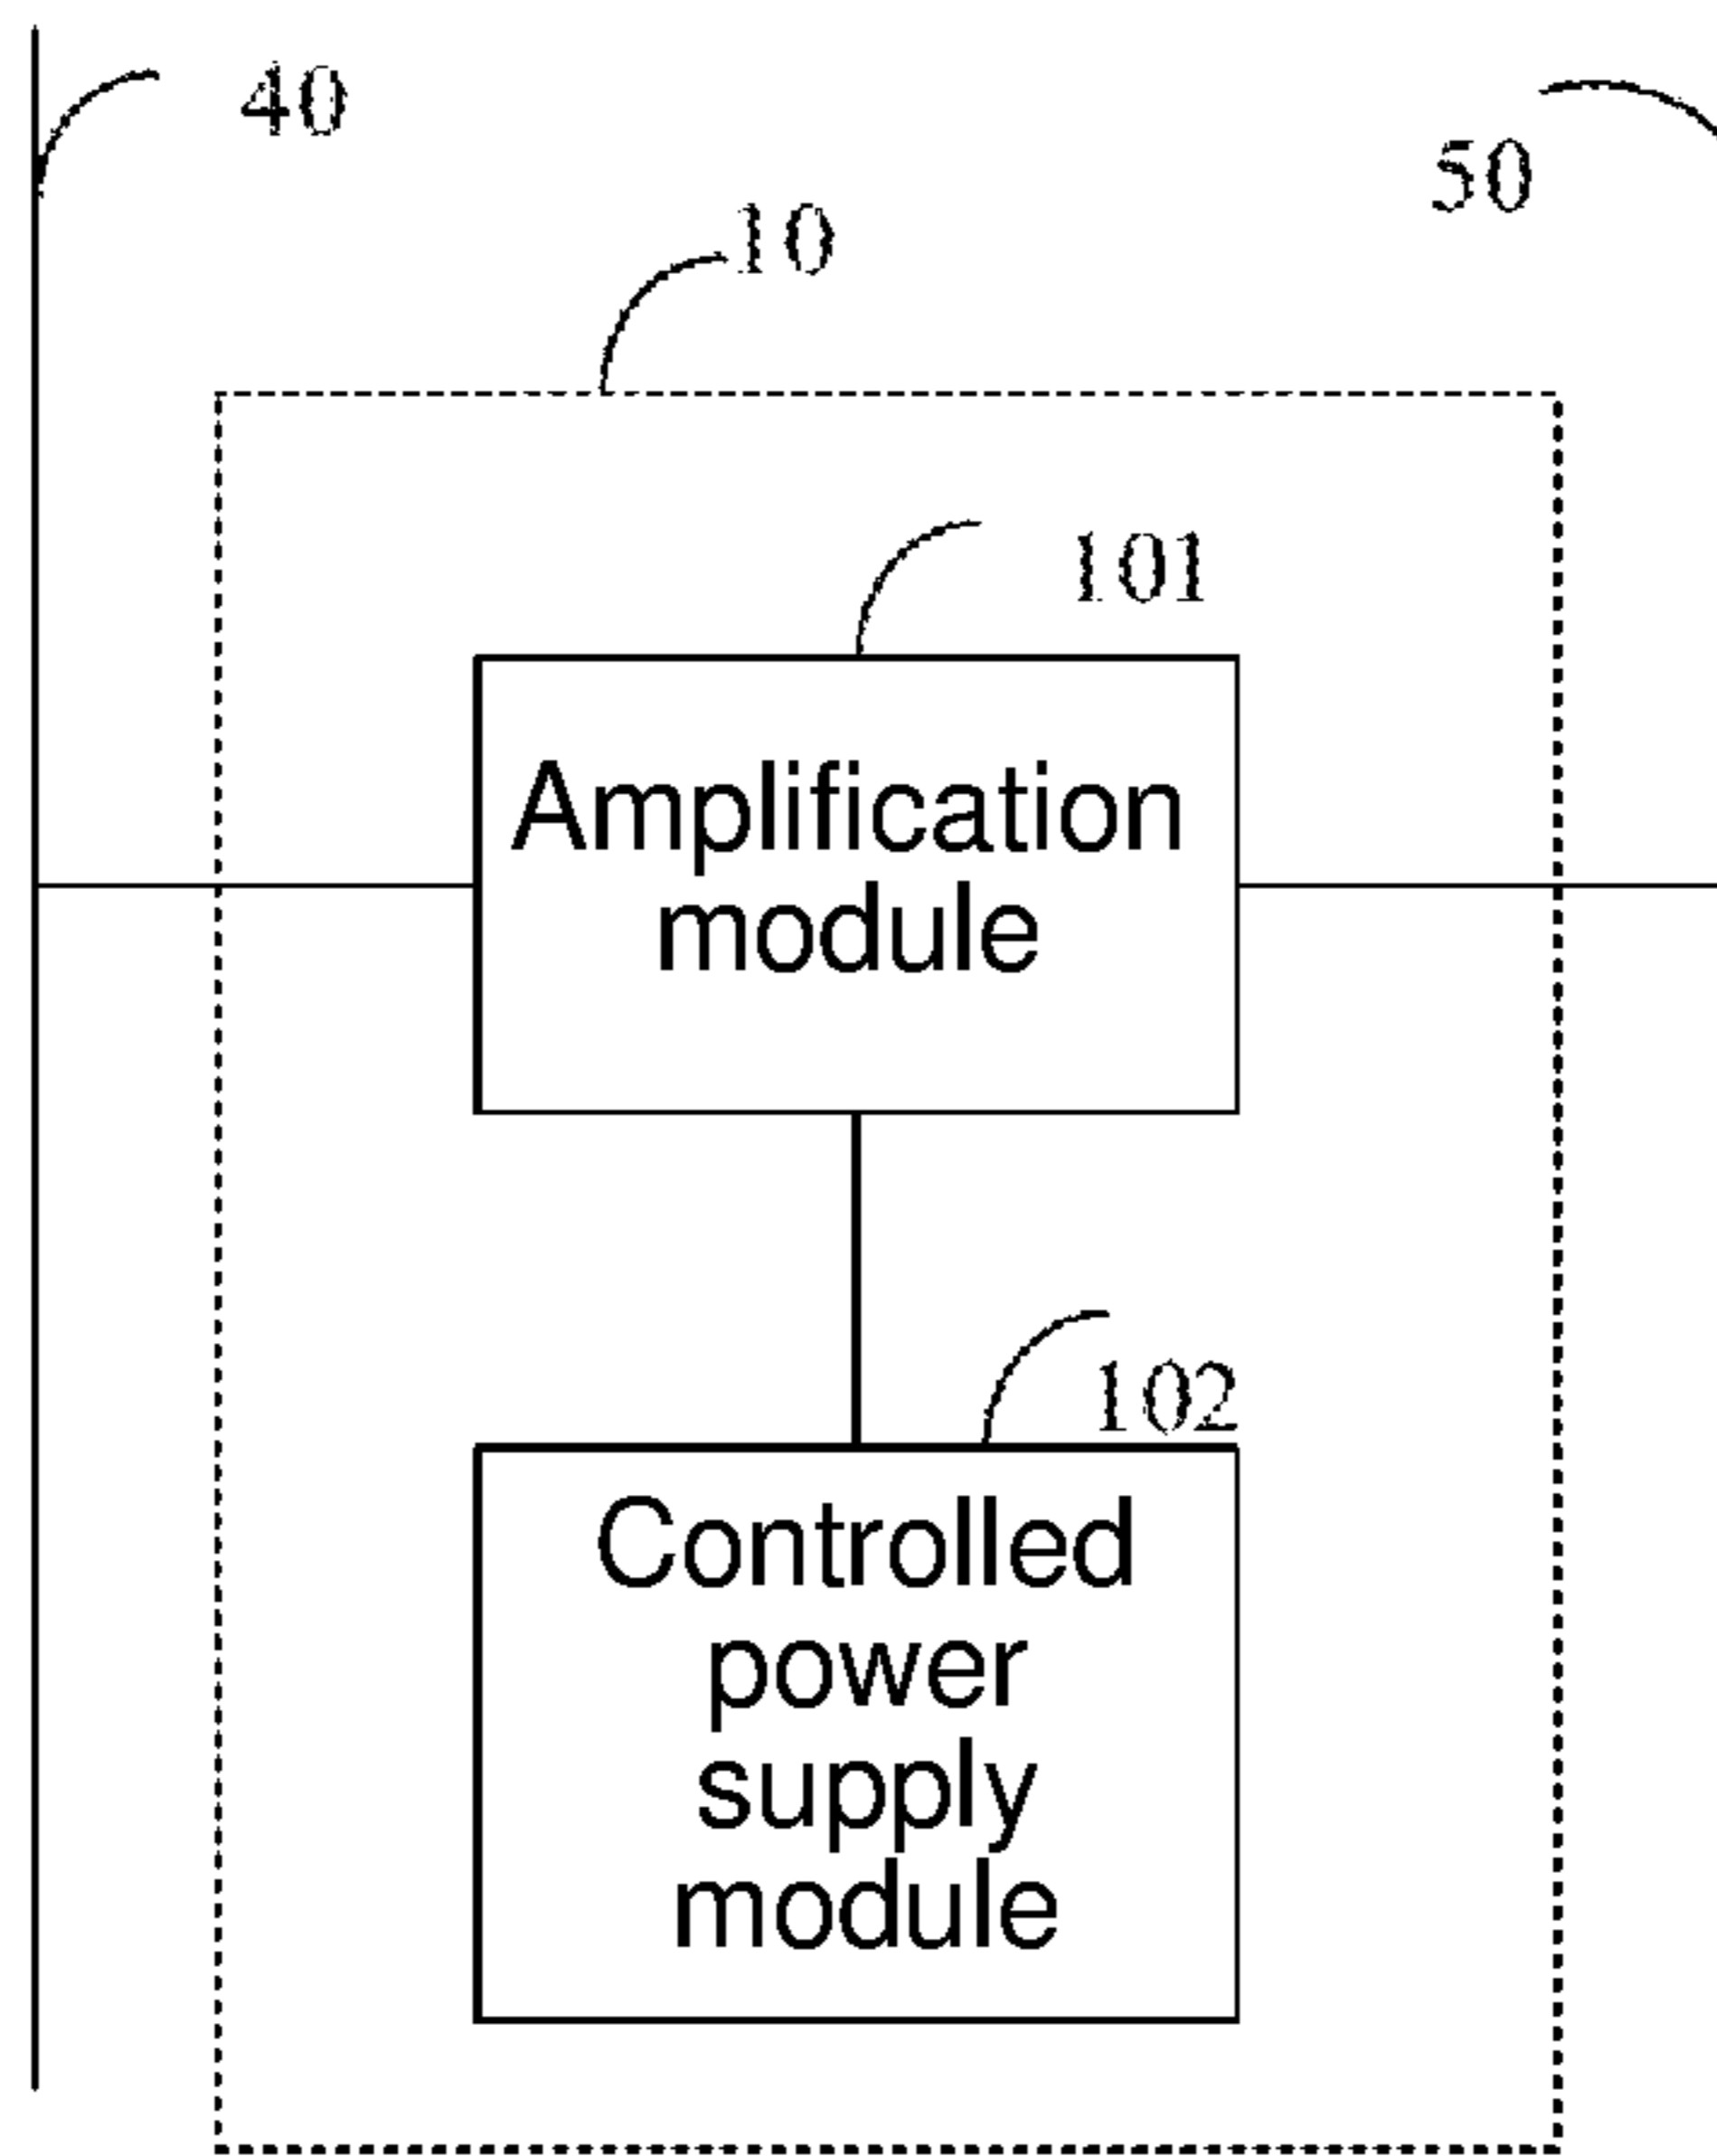 40
50
10
101
Amplification
module
102
Controlled
power
supply
module